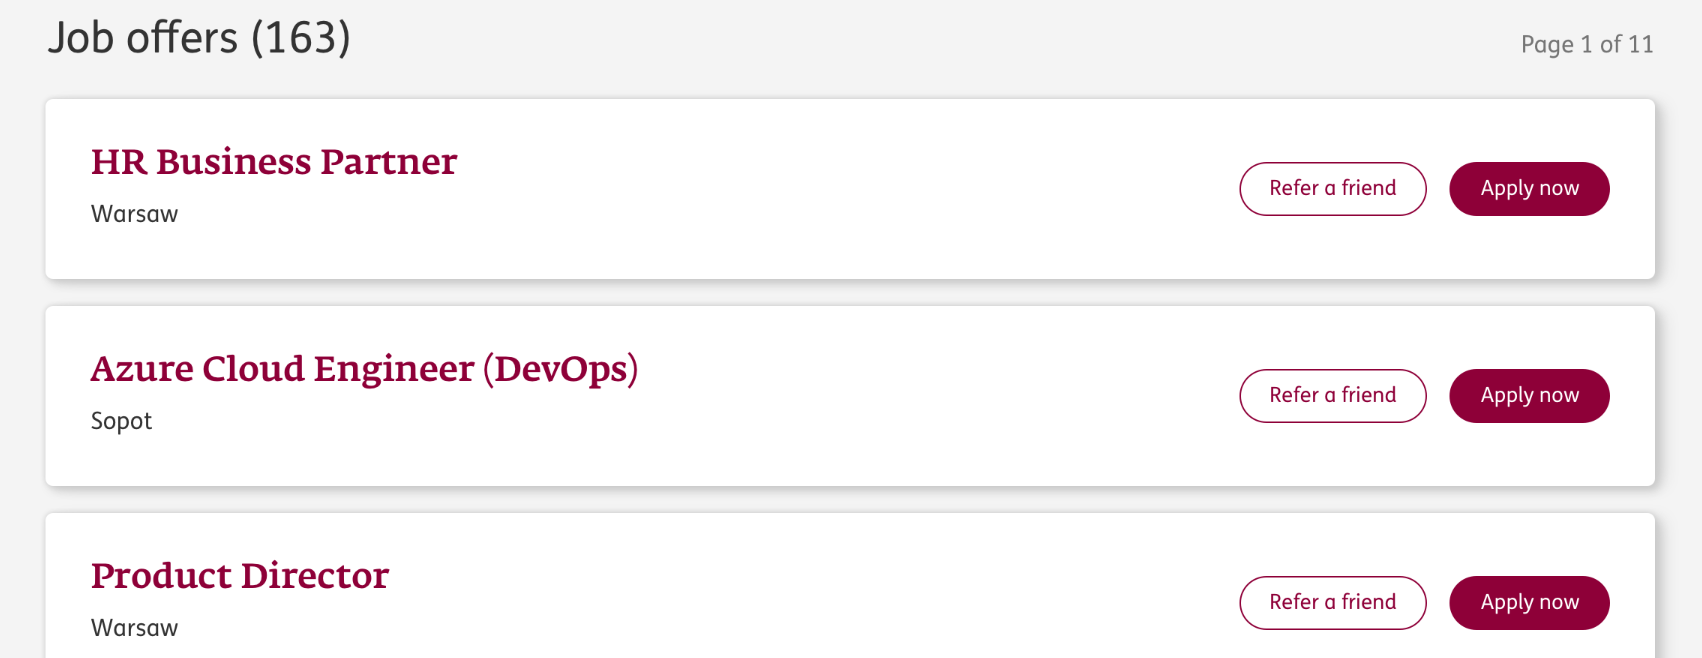 Job offers (163)
Page 1 of 11
HR Business Partner
Warsaw
Refer a friend
Apply now
Azure Cloud Engineer (DevOps)
Sopot
Refer a friend
Apply now
Product Director
Warsaw
Refer a friend
Apply now